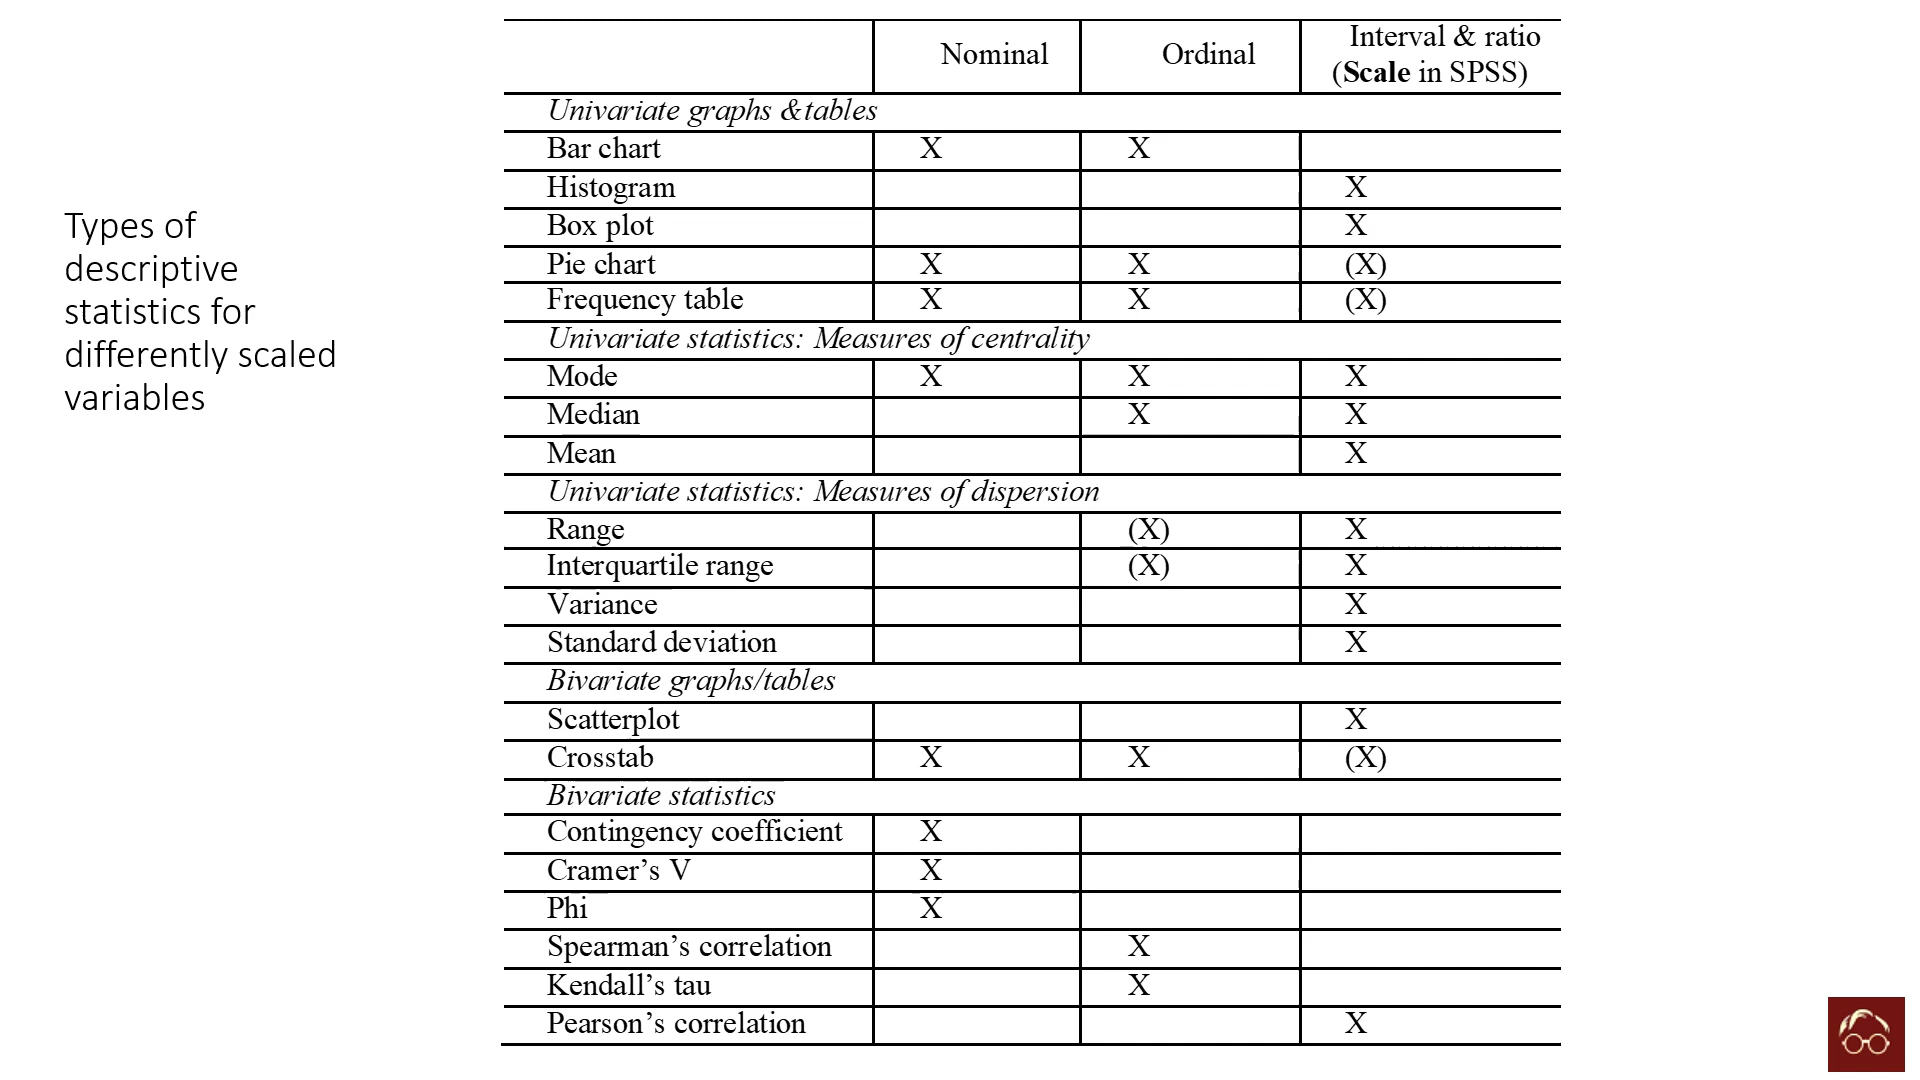 Types of
descriptive
statistics for
differently scaled
variables
Nominal Ordinal Interval & ratio
(Scale in SPSS)
Univariate graphs &tables
Bar chart X X
Histogram X
Box plot X
Pie chart X X (X)
Frequency table X X (X)
Univariate statistics: Measures of centrality
Mode X X X
Median X X
Mean X
Univariate statistics: Measures of dispersion
Range (X) X
Interquartile range (X) X
Variance X
Standard deviation X
Bivariate graphs/tables
Scatterplot X
Crosstab X X (X)
Bivariate statistics
Contingency coefficient X
Cramer’s V X
Phi X
Spearman’s correlation X
Kendall’s tau X
Pearson’s correlation X